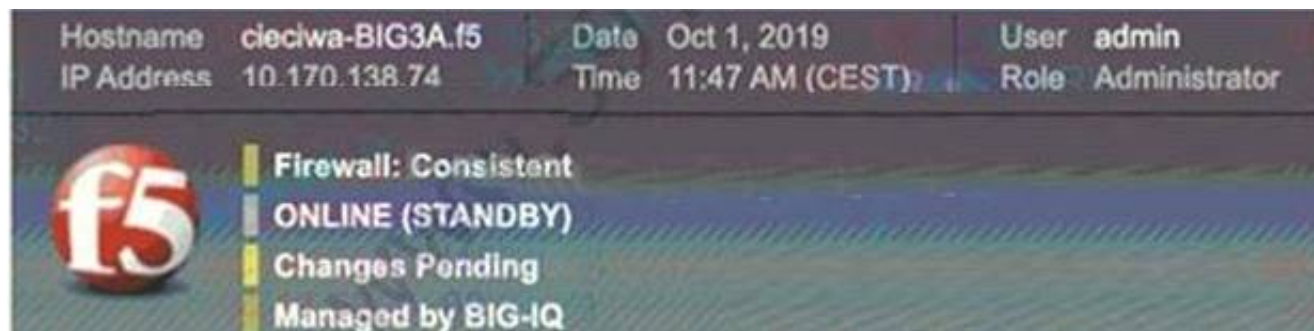 Hostname cieciwa-BIG3A.f5 Date Oct 1, 2019 User admin
IP Address 10.170.138.74 Time 11:47 AM (CEST) Role Administrator
f5
Firewall: Consistent
ONLINE (STANDBY)
Changes Pending
Managed by BIG-IQ